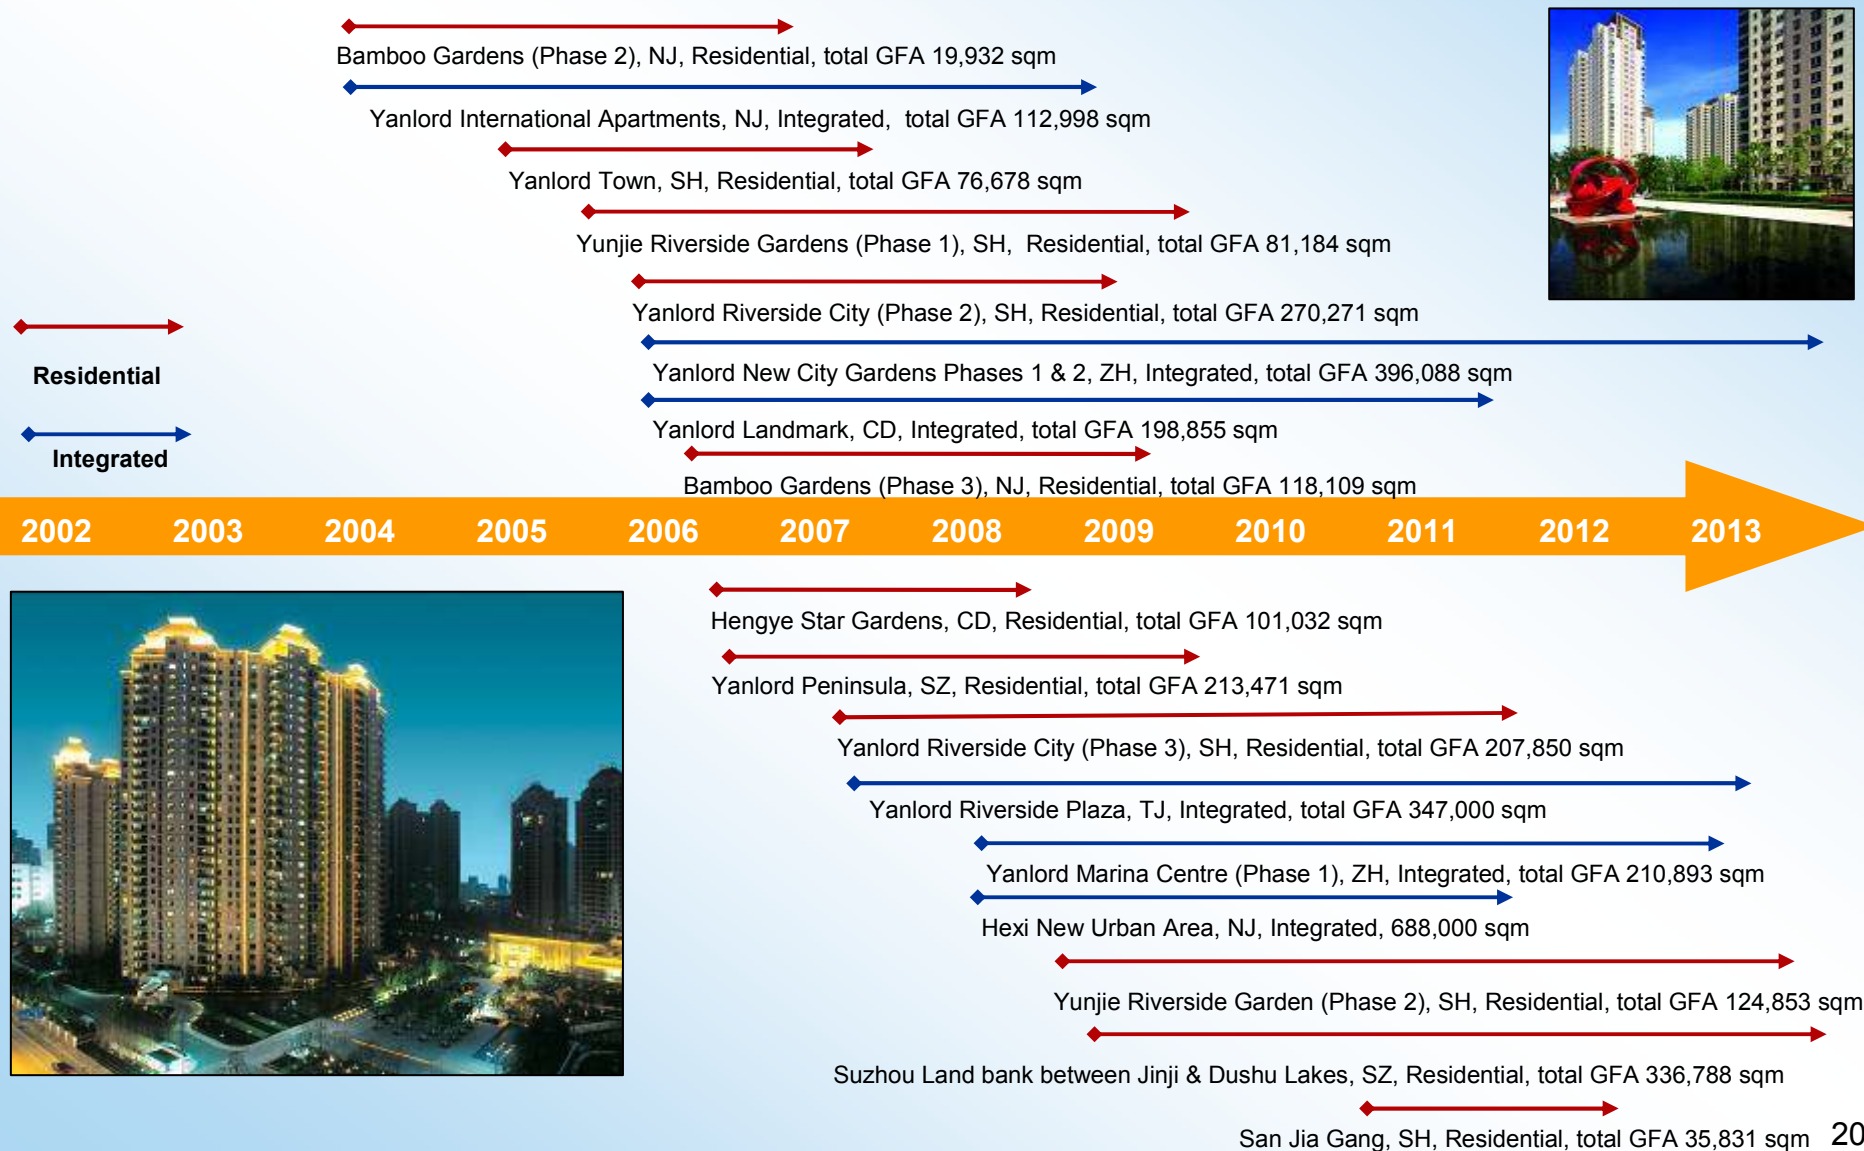 Bamboo Gardens (Phase 2), NJ, Residential, total GFA 19,932 sqm
Yanlord International Apartments, NJ, Integrated, total GFA 112,998 sqm
Yanlord Town, SH, Residential, total GFA 76,678 sqm
Yunjie Riverside Gardens (Phase 1), SH, Residential, total GFA 81,184 sqm
Yanlord Riverside City (Phase 2), SH, Residential, total GFA 270,271 sqm
Residential
Yanlord New City Gardens Phases 1 & 2, ZH, Integrated, total GFA 396,088 sqm
Yanlord Landmark, CD, Integrated, total GFA 198,855 sqm
Integrated
Bamboo Gardens (Phase 3), NJ, Residential, total GFA 118,109 sqm
2002 2003 2004 2005 2006 2007 2008 2009 2010 2011 2012 2013
Hengye Star Gardens, CD, Residential, total GFA 101,032 sqm
Yanlord Peninsula, SZ, Residential, total GFA 213,471 sqm
Yanlord Riverside City (Phase 3), SH, Residential, total GFA 207,850 sqm
Yanlord Riverside Plaza, TJ, Integrated, total GFA 347,000 sqm
Yanlord Marina Centre (Phase 1), ZH, Integrated, total GFA 210,893 sqm
Hexi New Urban Area, NJ, Integrated, 688,000 sqm
Yunjie Riverside Garden (Phase 2), SH, Residential, total GFA 124,853 sqm
Suzhou Land bank between Jinji & Dushu Lakes, SZ, Residential, total GFA 336,788 sqm
San Jia Gang, SH, Residential, total GFA 35,831 sqm
20